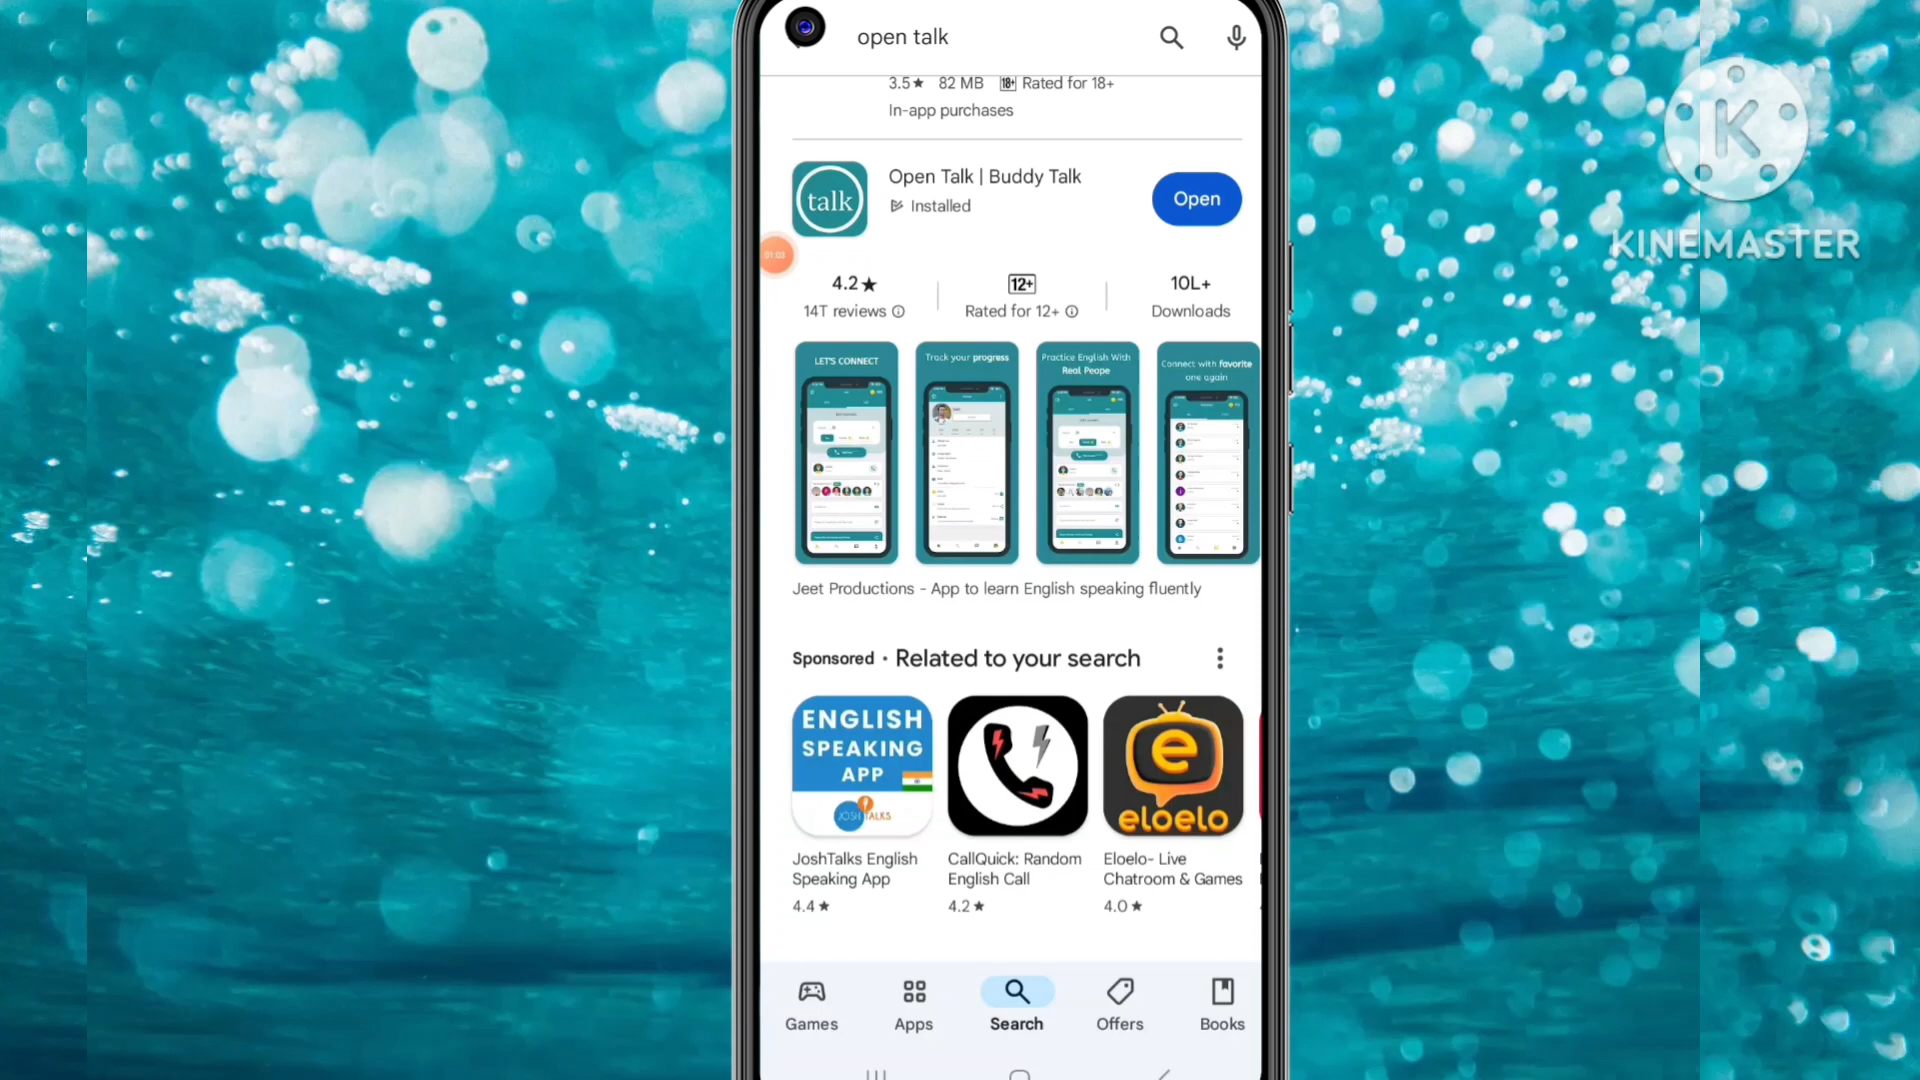 open talk
3.5★ 82 MB 18+ Rated for 18+
In-app purchases
talk
Open Talk | Buddy Talk
Installed
Open
01:03
4.2★
14T reviews
12+
Rated for 12+
10L+
Downloads
LET'S CONNECT
Track your progress
Practice English With
Real Peope
Connect with favorite
one again
Jeet Productions - App to learn English speaking fluently
Sponsored • Related to your search
ENGLISH
SPEAKING
APP
JOSH TALKS
e
eloelo
JoshTalks English
Speaking App
4.4★
CallQuick: Random
English Call
4.2★
Eloelo- Live
Chatroom & Games
4.0★
Games
Apps
Search
Offers
Books
K
KINEMASTER